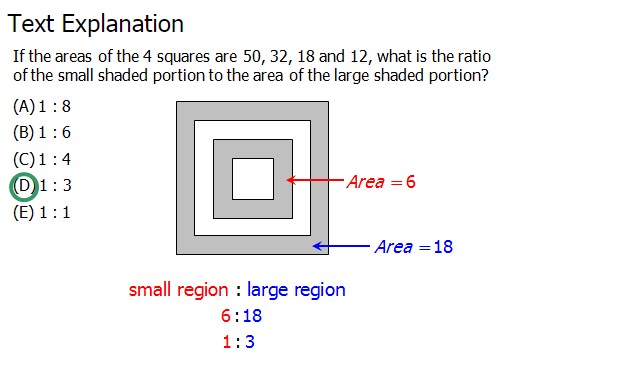 Text Explanation
If the areas of the 4 squares are 50, 32, 18 and 12, what is the ratio
of the small shaded portion to the area of the large shaded portion?
(A) 1 : 8
(B) 1 : 6
(C) 1 : 4
(D) 1 : 3
(E) 1 : 1
Area = 6
Area = 18
small region : large region
6 : 18
1 : 3